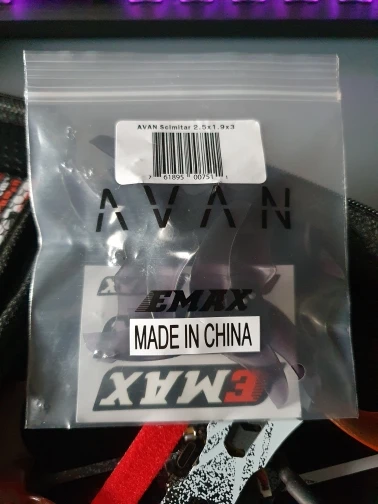 AVAN Scimitar 2.5x1.9x3
7 61895 00751 1
AVAN
EMAX
MADE IN CHINA
EMAX